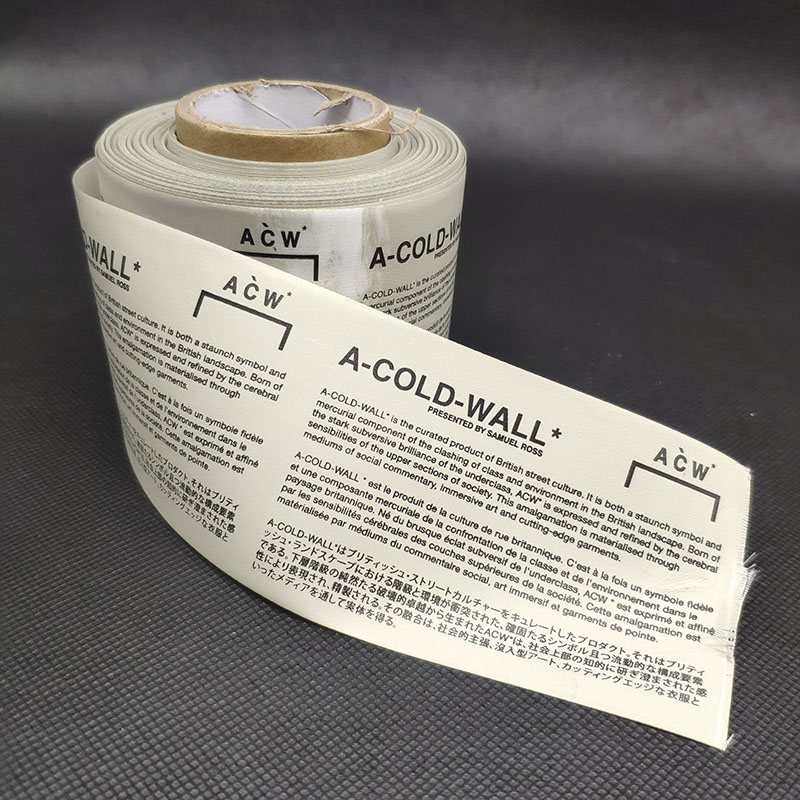 ACW*
A-COLD-WALL*
PRESENTED BY SAMUEL ROSS
ACW*
A-COLD-WALL*
PRESENTED BY SAMUEL ROSS
A-COLD-WALL* is the curated product of British street culture. It is both a staunch symbol and
mercurial component of the clashing of class and environment in the British landscape. Born of
the stark subversive brilliance of the underclass, ACW* is expressed and refined by the cerebral
sensibilities of the upper sections of society. This amalgamation is materialised through
mediums of social commentary, immersive art and cutting-edge garments.
A-COLD-WALL* est le produit de la culture de rue britannique. C'est à la fois un symbole fidèle
et une composante mercuriale de la confrontation de la classe et de l'environnement dans le
paysage britannique. Né du brusque éclat subversif de l'underclass, ACW* est exprimé et affiné
par les sensibilités cérébrales des couches supérieures de la société. Cette amalgamation est
matérialisée par médiums du commentaire social, art immersif et garments de pointe.
A-COLD-WALL*はブリティッシュ・ストリートカルチャーをキュレートしたプロダクト。それはブリティ
ッシュ・ランドスケープにおける階級と環境が衝突された、確固たるシンボル且つ流動的な構成要素
である。下層階級の純然たる破壊的卓越から生まれたACW*は、社会上部の知的に研ぎ澄まされた感
性により表現され、精製される。その融合は、社会的主張、没入型アート、カッティングエッジな衣服と
いったメディアを通して実体を得る。
ACW*